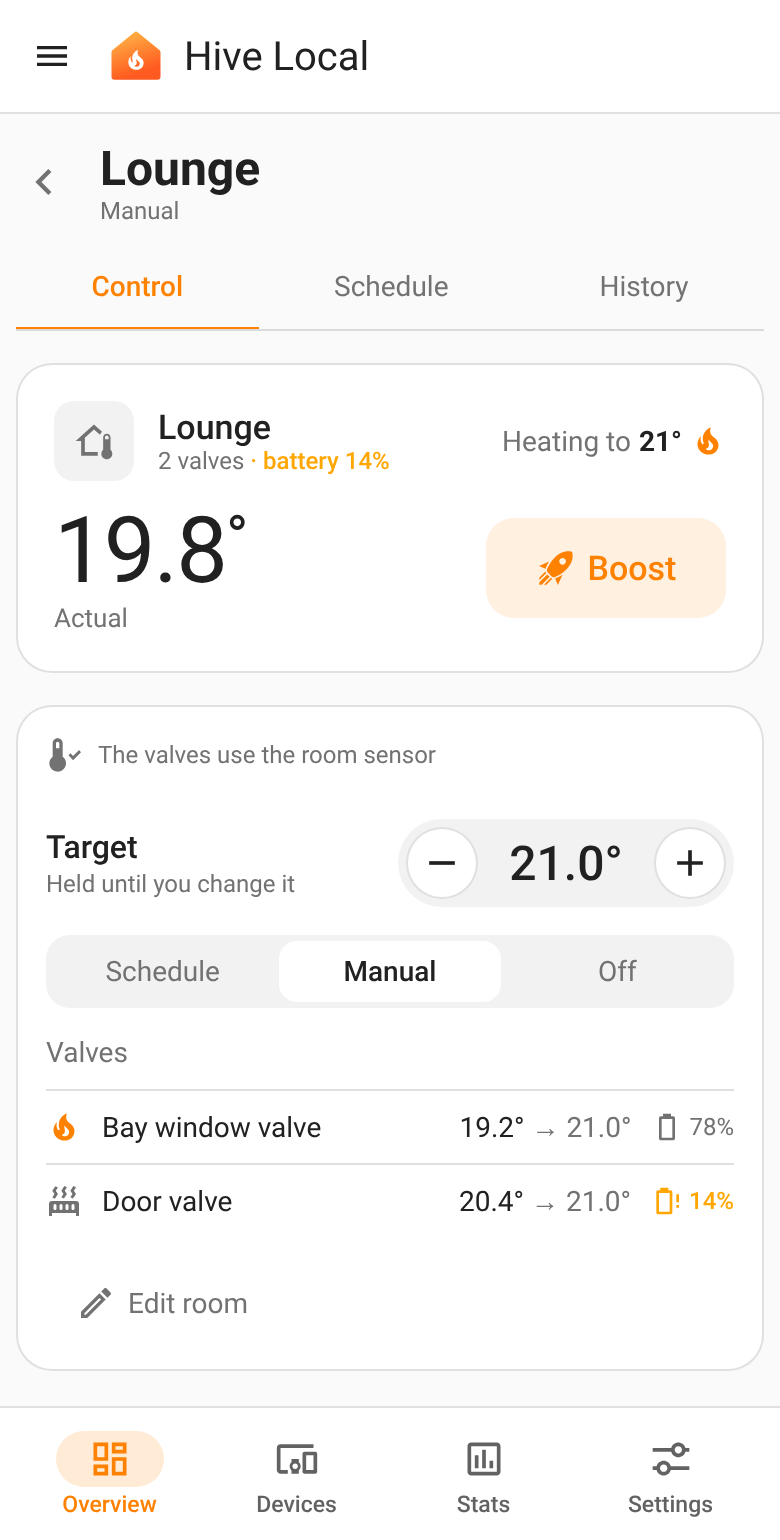 Hive Local
Lounge
Manual
Control Schedule History
Lounge
2 valves · battery 14%
Heating to 21°
19.8°
Actual
Boost
The valves use the room sensor
Target
Held until you change it
− 21.0° +
Schedule Manual Off
Valves
Bay window valve 19.2° → 21.0° 78%
Door valve 20.4° → 21.0° 14%
Edit room
Overview Devices Stats Settings